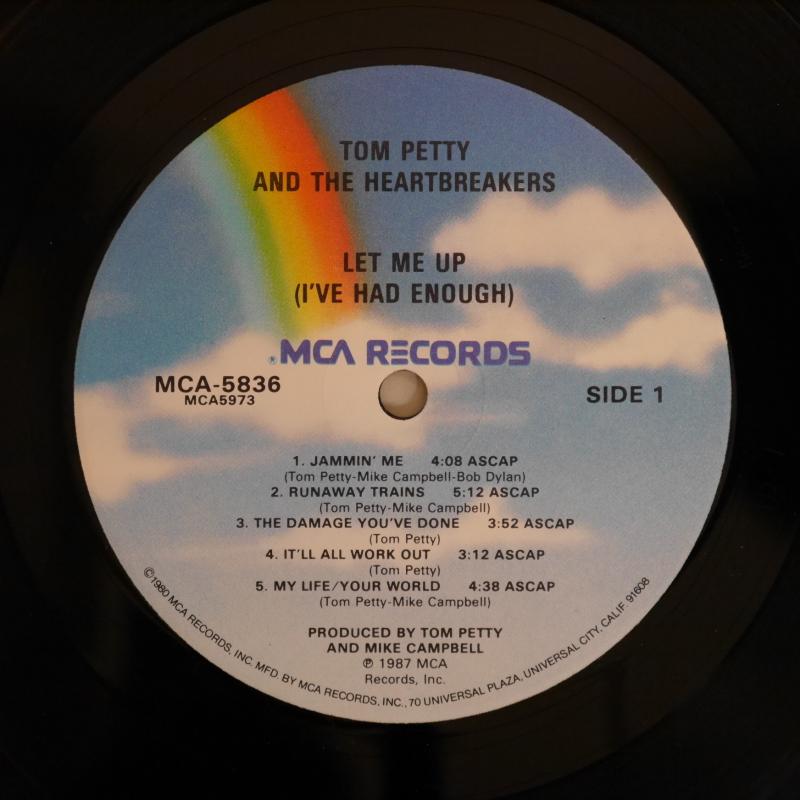 TOM PETTY
AND THE HEARTBREAKERS
LET ME UP
(I'VE HAD ENOUGH)
®MCA RECORDS
MCA-5836
MCA5973
SIDE 1
1. JAMMIN' ME 4:08 ASCAP
(Tom Petty-Mike Campbell-Bob Dylan)
2. RUNAWAY TRAINS 5:12 ASCAP
(Tom Petty-Mike Campbell)
3. THE DAMAGE YOU'VE DONE 3:52 ASCAP
(Tom Petty)
4. IT'LL ALL WORK OUT 3:12 ASCAP
(Tom Petty)
5. MY LIFE/YOUR WORLD 4:38 ASCAP
(Tom Petty-Mike Campbell)
PRODUCED BY TOM PETTY
AND MIKE CAMPBELL
℗ 1987 MCA
Records, Inc.
©1980 MCA RECORDS, INC. MFD. BY MCA RECORDS, INC., 70 UNIVERSAL PLAZA, UNIVERSAL CITY, CALIF. 91608